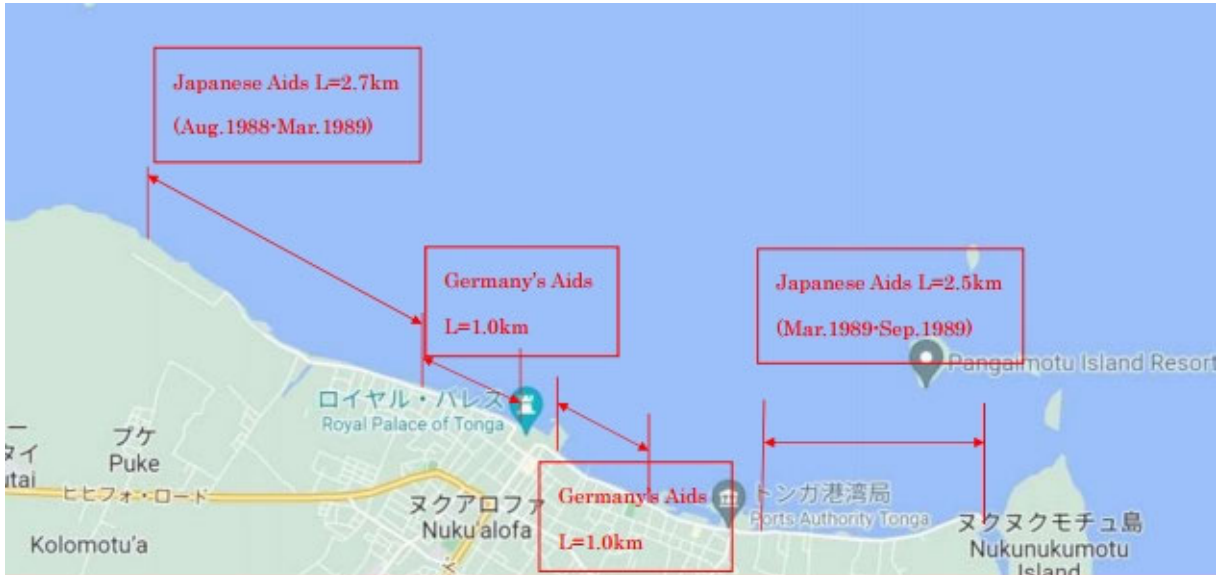 Japanese Aids L=2.7km
(Aug.1988・Mar.1989)
Germany's Aids
L=1.0km
Japanese Aids L=2.5km
(Mar.1989・Sep.1989)
Pangaimotu Island Resort
ロイヤル・パレス
Royal Palace of Tonga
プケ
Puke
タイ
utai
ヒヒフォ・ロード
ヌクアロファ
Nuku'alofa
Kolomotu'a
Germany's Aids
L=1.0km
トンガ港湾局
Ports Authority Tonga
ヌクヌクモチュ島
Nukunukumotu
Island